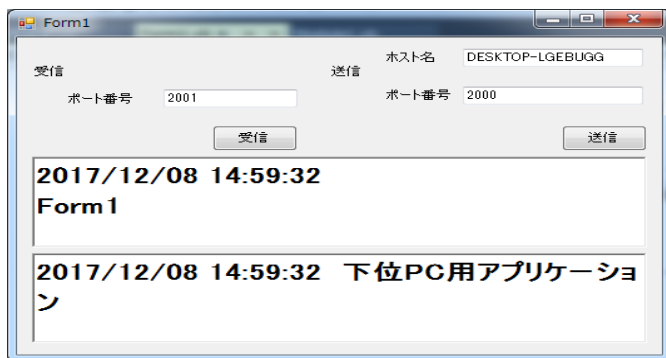 Form1
ホスト名 DESKTOP-LGEBUGG
受信 送信
ポート番号 2001 ポート番号 2000
受信 送信
2017/12/08 14:59:32
Form1
2017/12/08 14:59:32 下位PC用アプリケーショ
ン